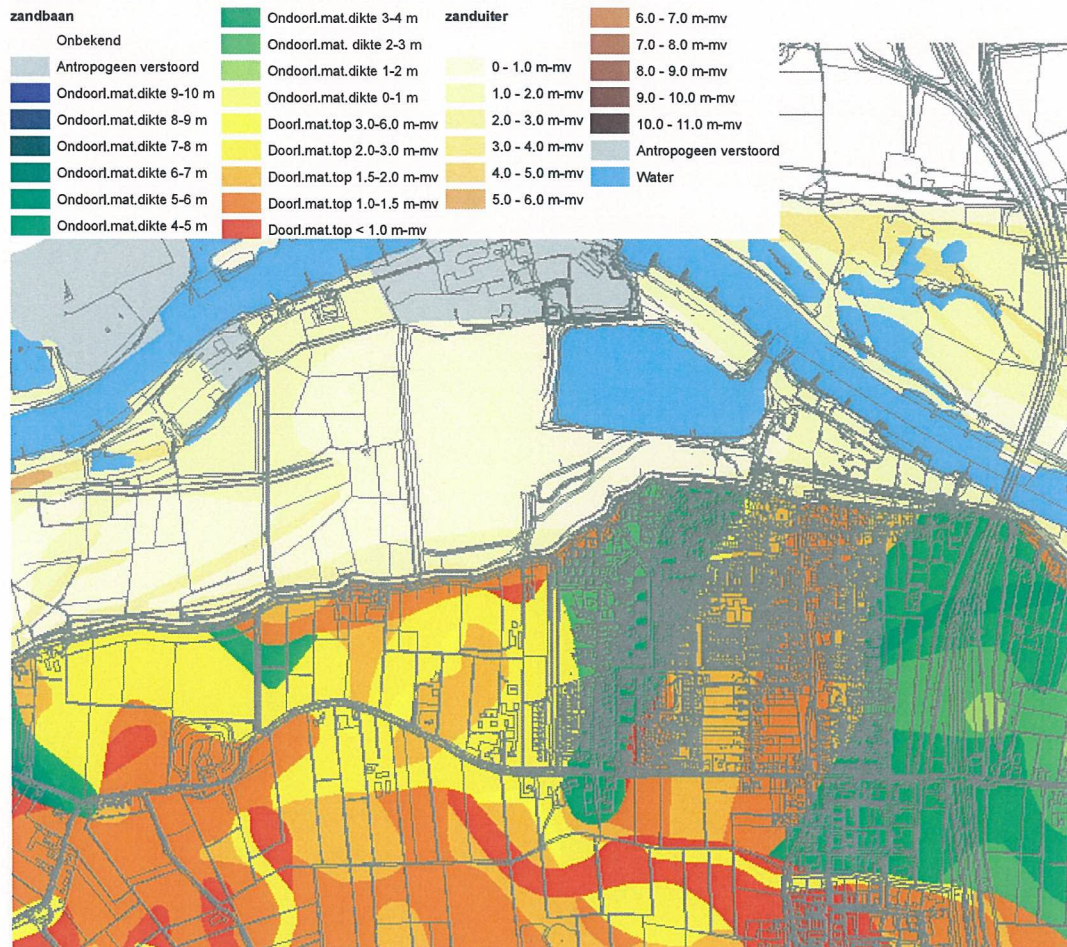 zandbaan
Onbekend
Antropogeen verstoord
Ondoorl.mat.dikte 9-10 m
Ondoorl.mat.dikte 8-9 m
Ondoorl.mat.dikte 7-8 m
Ondoorl.mat.dikte 6-7 m
Ondoorl.mat.dikte 5-6 m
Ondoorl.mat.dikte 4-5 m
Ondoorl.mat.dikte 3-4 m
Ondoorl.mat. dikte 2-3 m
Ondoorl.mat.dikte 1-2 m
Ondoorl.mat.dikte 0-1 m
Doorl.mat.top 3.0-6.0 m-mv
Doorl.mat.top 2.0-3.0 m-mv
Doorl.mat.top 1.5-2.0 m-mv
Doorl.mat.top 1.0-1.5 m-mv
Doorl.mat.top < 1.0 m-mv
zanduiter
0 - 1.0 m-mv
1.0 - 2.0 m-mv
2.0 - 3.0 m-mv
3.0 - 4.0 m-mv
4.0 - 5.0 m-mv
5.0 - 6.0 m-mv
6.0 - 7.0 m-mv
7.0 - 8.0 m-mv
8.0 - 9.0 m-mv
9.0 - 10.0 m-mv
10.0 - 11.0 m-mv
Antropogeen verstoord
Water